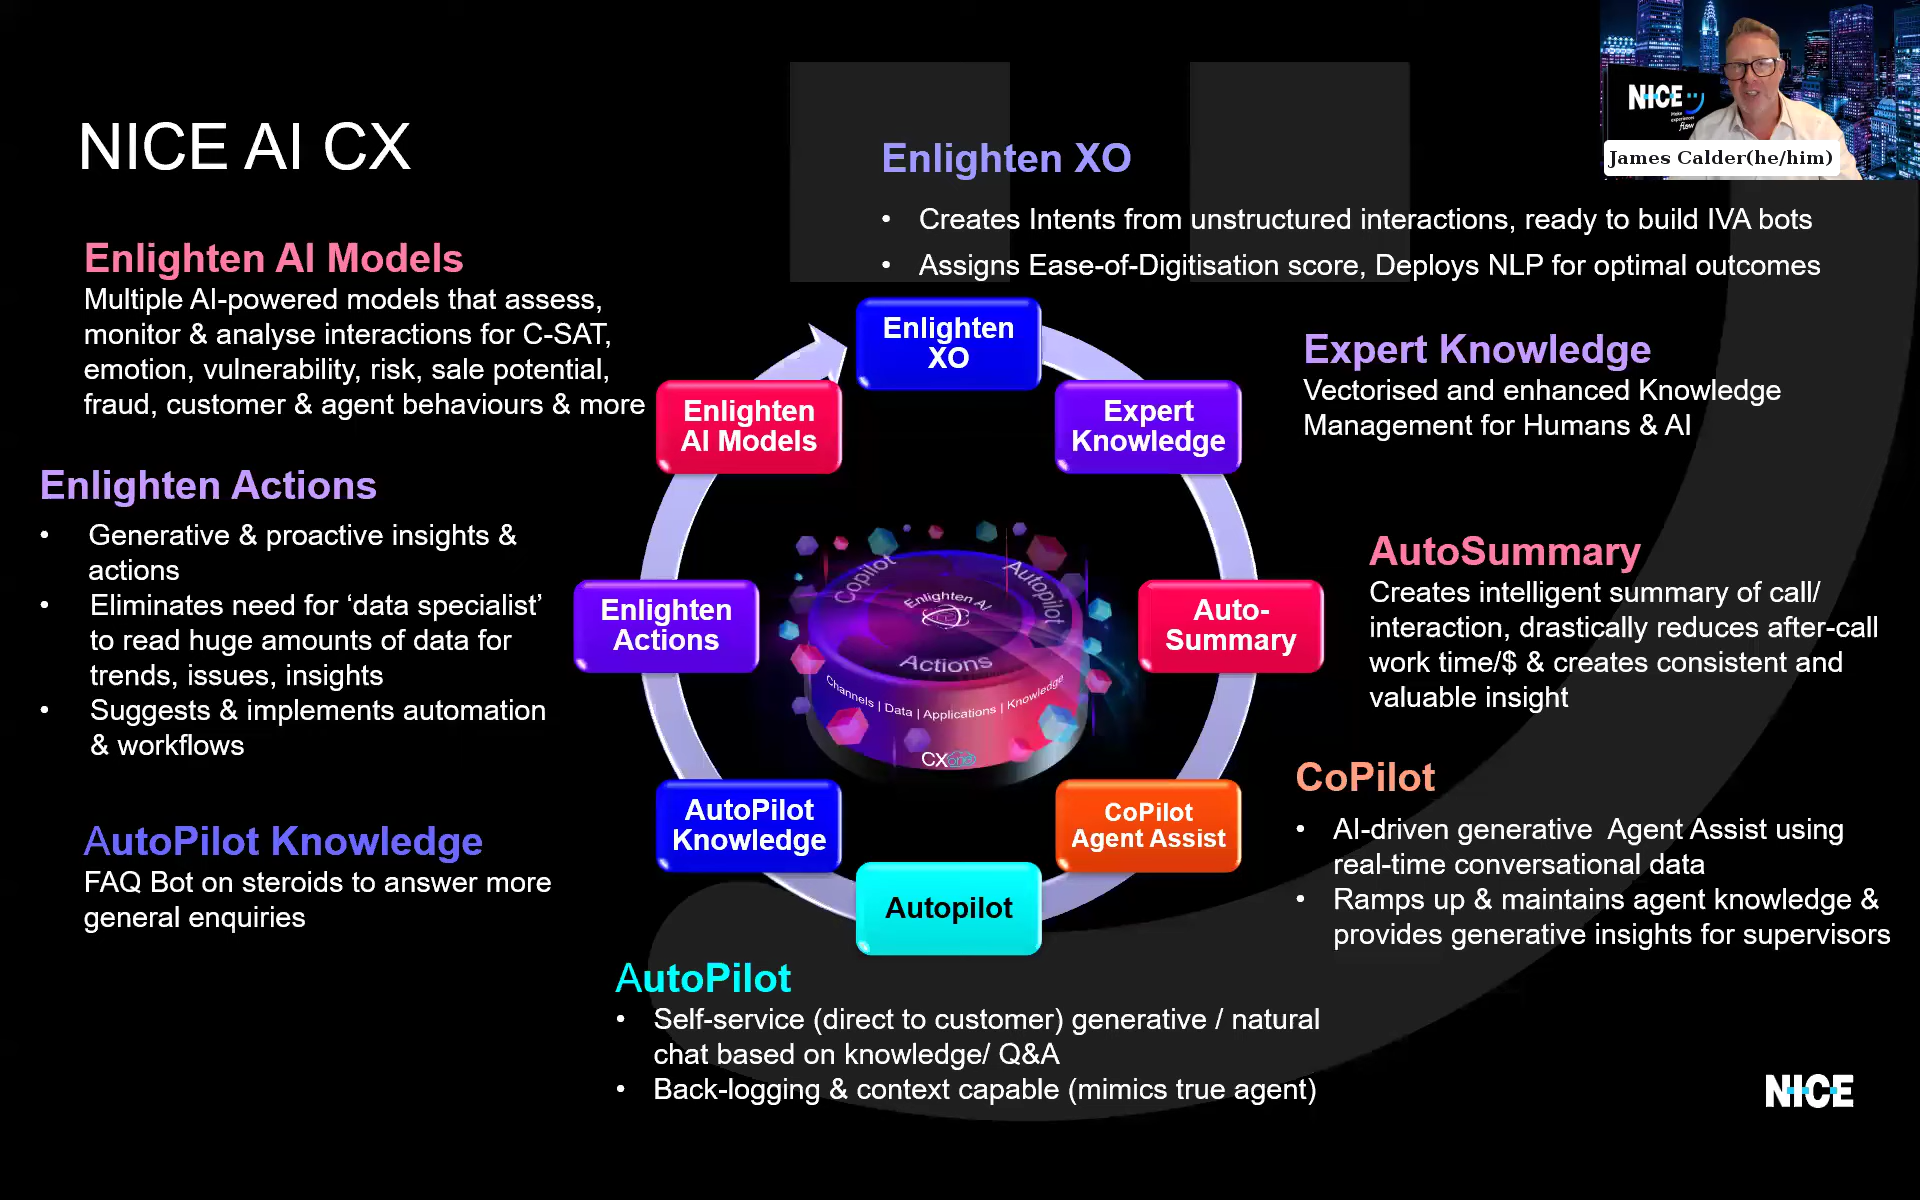 NICE AI CX
NICE
Make
experiences
flow
James Calder(he/him)
Enlighten XO
• Creates Intents from unstructured interactions, ready to build IVA bots
• Assigns Ease-of-Digitisation score, Deploys NLP for optimal outcomes
Enlighten AI Models
Multiple AI-powered models that assess,
monitor & analyse interactions for C-SAT,
emotion, vulnerability, risk, sale potential,
fraud, customer & agent behaviours & more
Expert Knowledge
Vectorised and enhanced Knowledge
Management for Humans & AI
Enlighten Actions
• Generative & proactive insights &
actions
• Eliminates need for ‘data specialist’
to read huge amounts of data for
trends, issues, insights
• Suggests & implements automation
& workflows
AutoSummary
Creates intelligent summary of call/
interaction, drastically reduces after-call
work time/$ & creates consistent and
valuable insight
AutoPilot Knowledge
FAQ Bot on steroids to answer more
general enquiries
CoPilot
• AI-driven generative  Agent Assist using
real-time conversational data
• Ramps up & maintains agent knowledge &
provides generative insights for supervisors
AutoPilot
• Self-service (direct to customer) generative / natural
chat based on knowledge/ Q&A
• Back-logging & context capable (mimics true agent)
Enlighten
XO
Expert
Knowledge
Auto-
Summary
CoPilot
Agent Assist
Autopilot
AutoPilot
Knowledge
Enlighten
Actions
Enlighten
AI Models
Copilot
Autopilot
Enlighten AI
Actions
Channels | Data | Applications | Knowledge
CXone
NICE